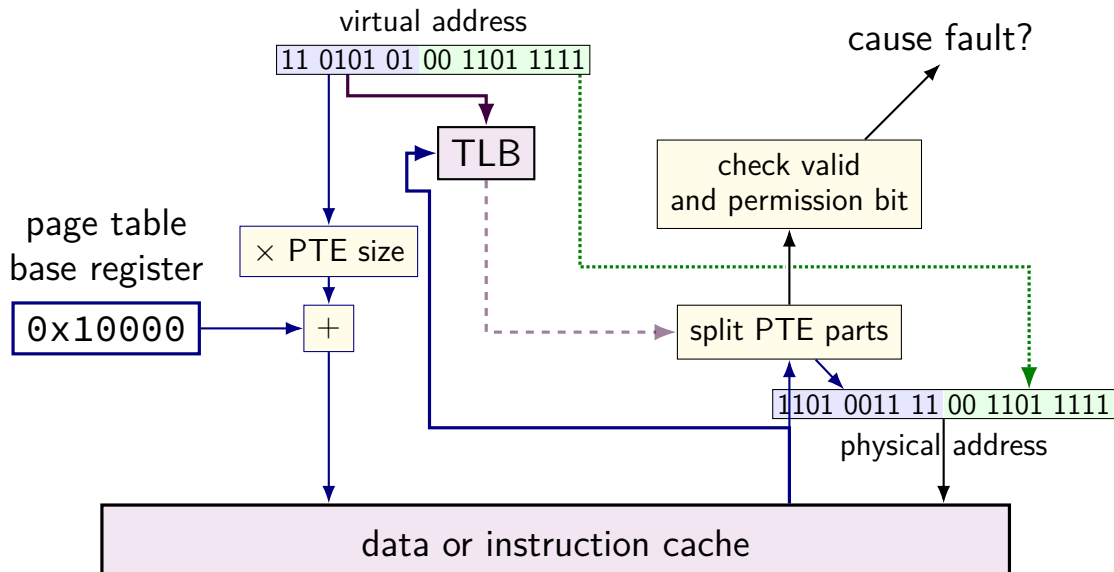 virtual address
11 0101 01 00 1101 1111
cause fault?
TLB
check valid
and permission bit
page table
base register
× PTE size
0x10000
+
split PTE parts
1101 0011 11 00 1101 1111
physical address
data or instruction cache